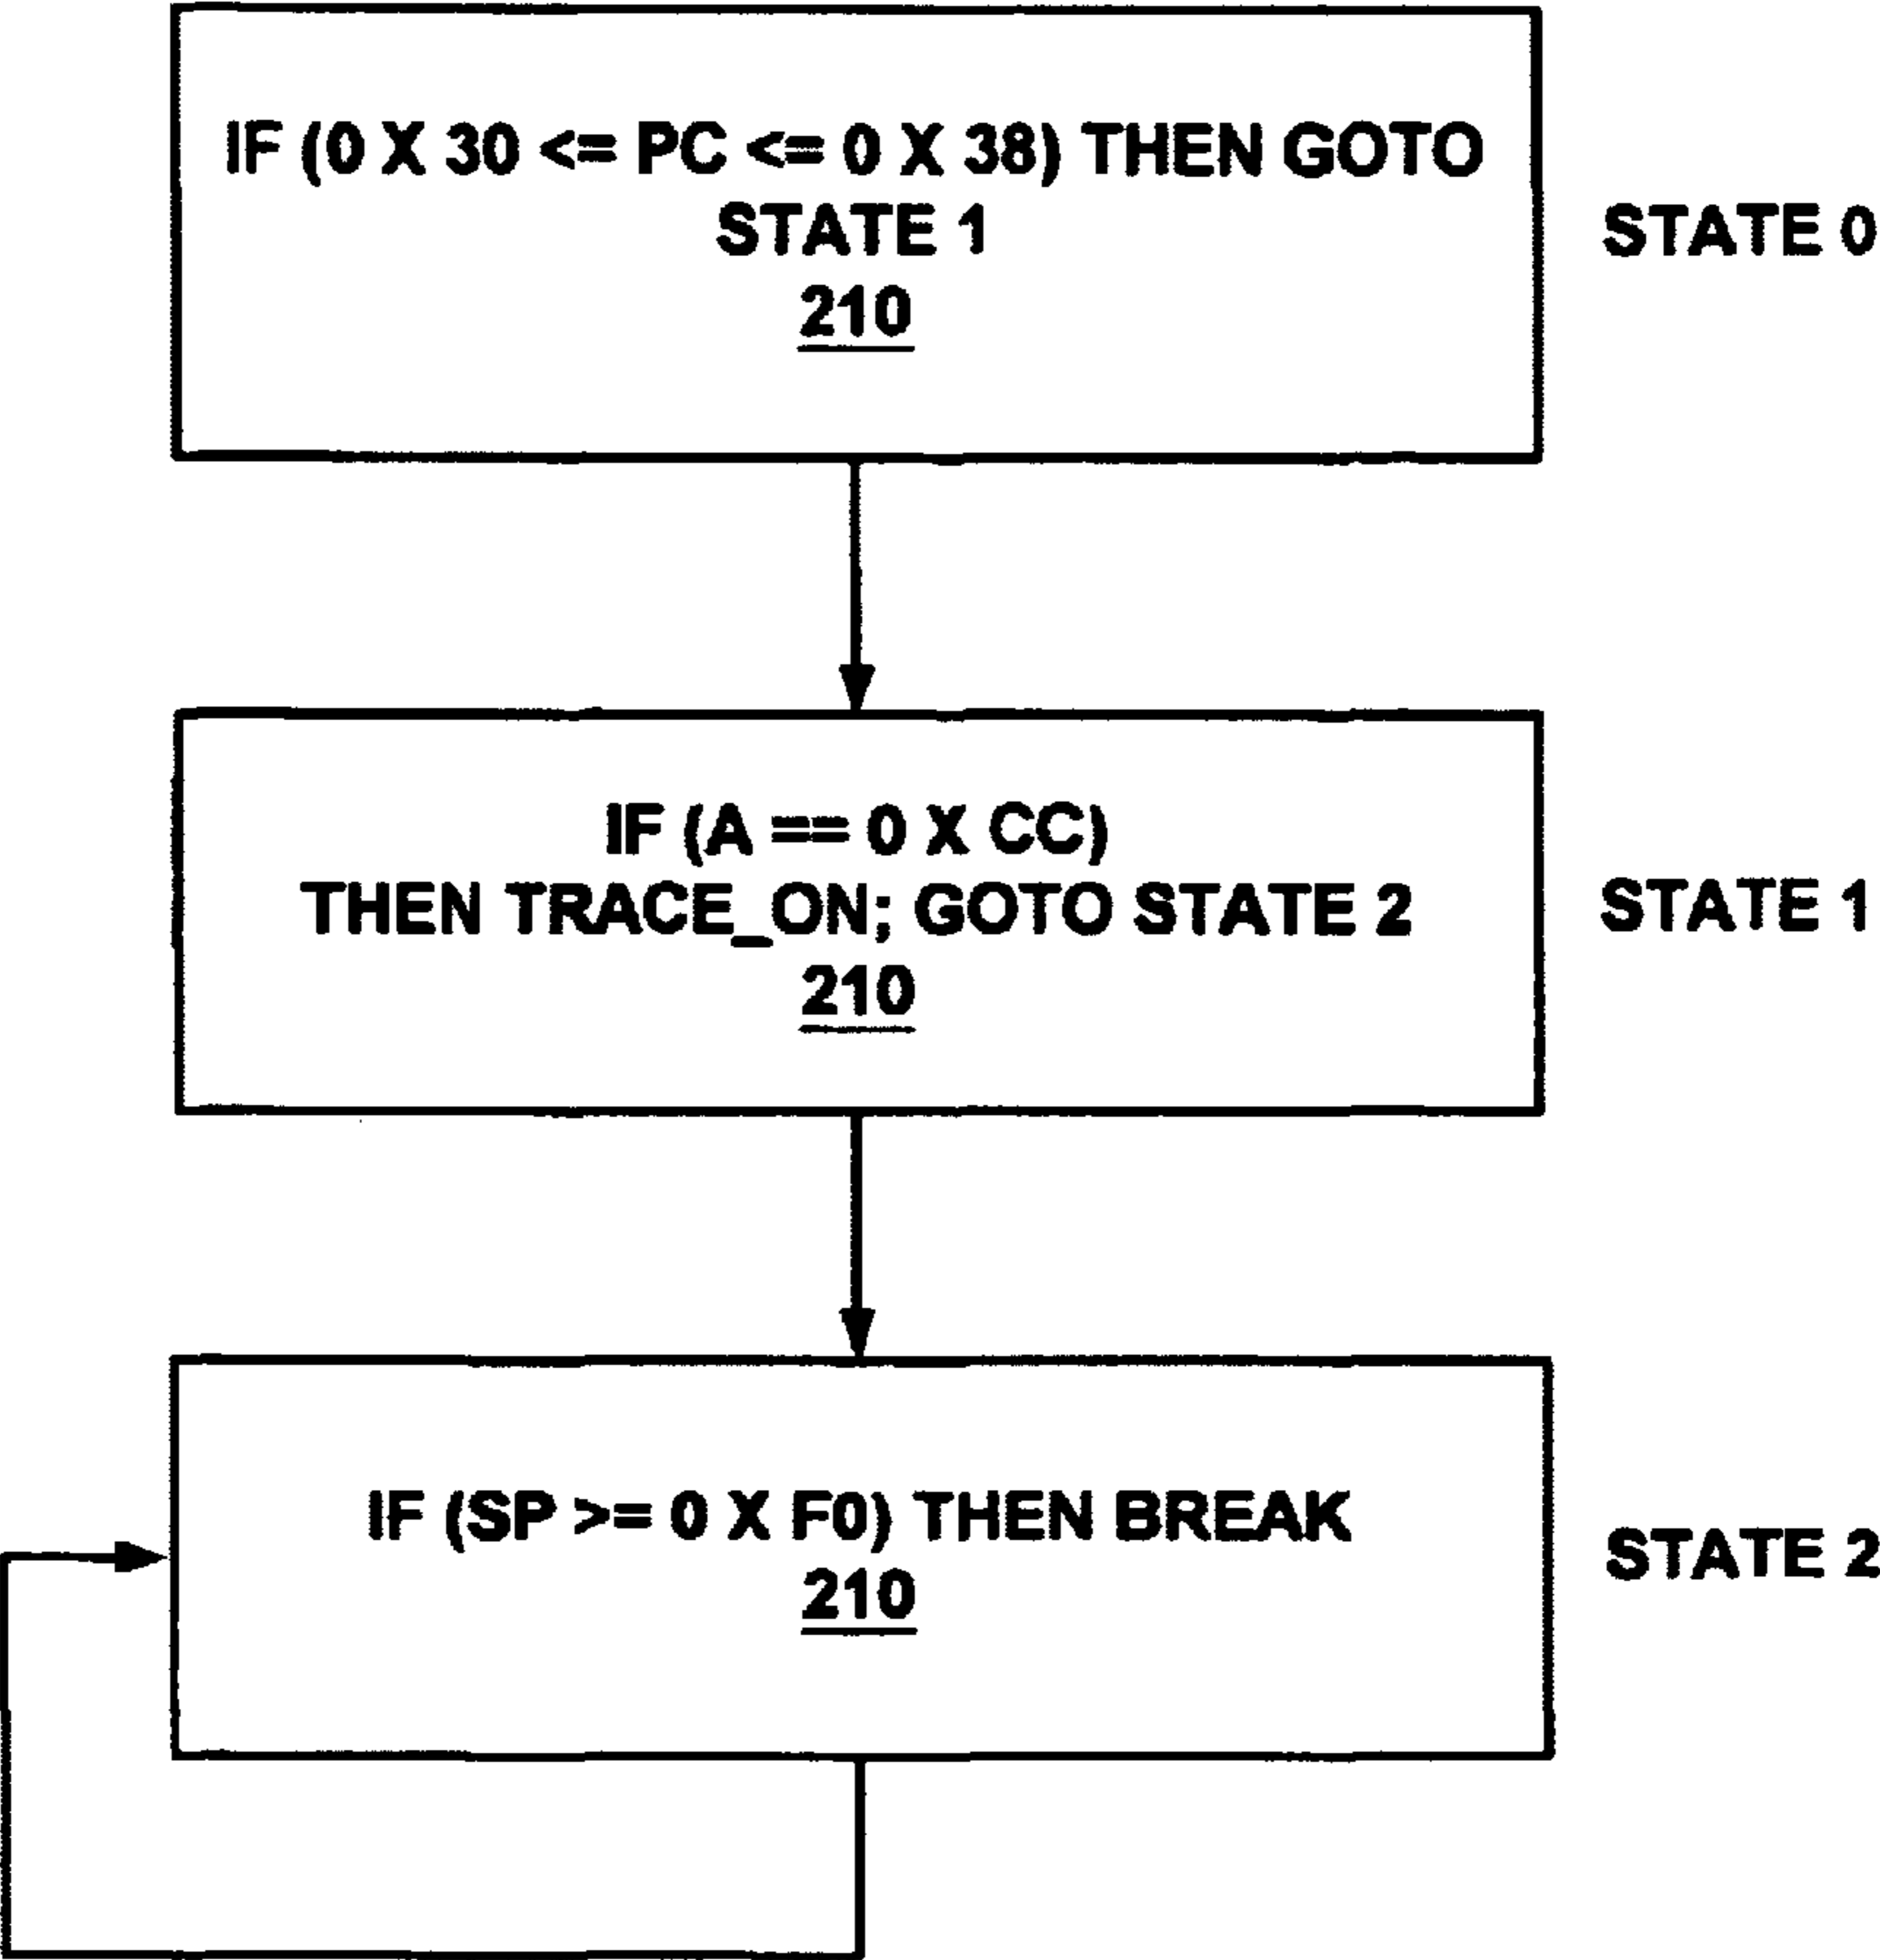 IF (0 X 30 <= PC <= 0 X 38) THEN GOTO
STATE 1
210
STATE 0
IF (A == 0 X CC)
THEN TRACE_ON; GOTO STATE 2
210
STATE 1
IF (SP >= 0 X F0) THEN BREAK
210
STATE 2